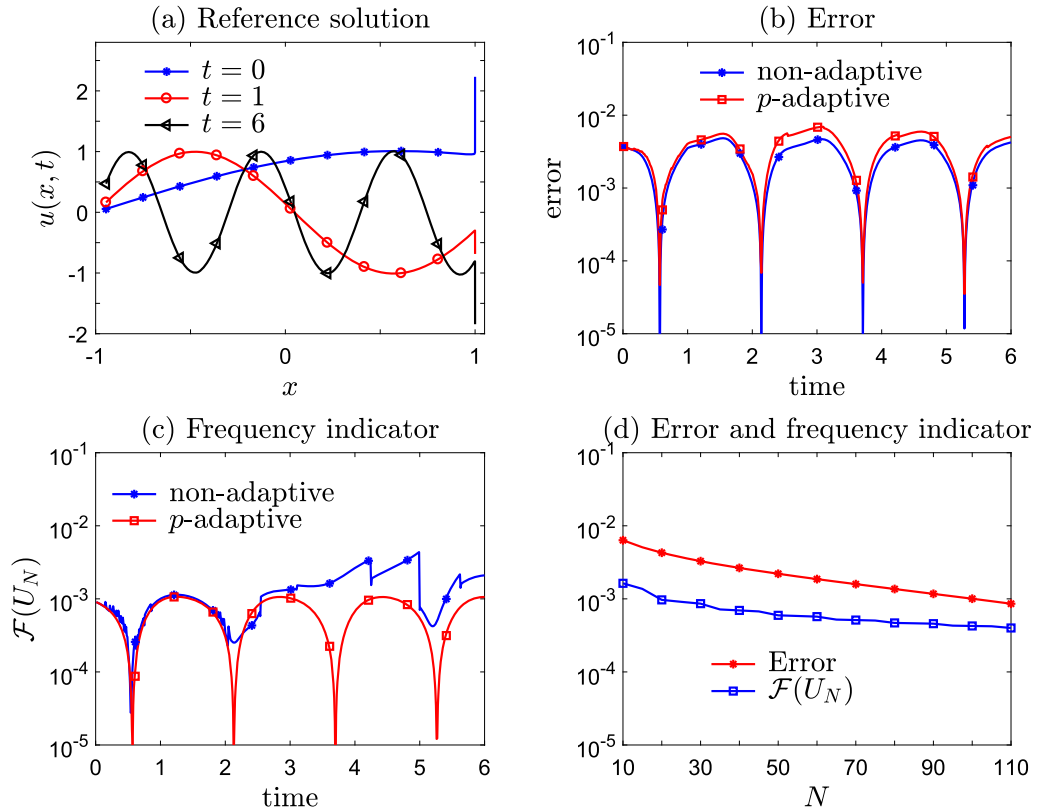 (a) Reference solution
2
1
0
-1
-2
-1
0
1
u(x, t)
x
t = 0
t = 1
t = 6
(b) Error
10^-1
10^-2
10^-3
10^-4
10^-5
0 1 2 3 4 5 6
error
time
non-adaptive
p-adaptive
(c) Frequency indicator
10^-1
10^-2
10^-3
10^-4
10^-5
0 1 2 3 4 5 6
𝓕(U_N)
time
non-adaptive
p-adaptive
(d) Error and frequency indicator
10^-1
10^-2
10^-3
10^-4
10^-5
10 30 50 70 90 110
N
Error
𝓕(U_N)